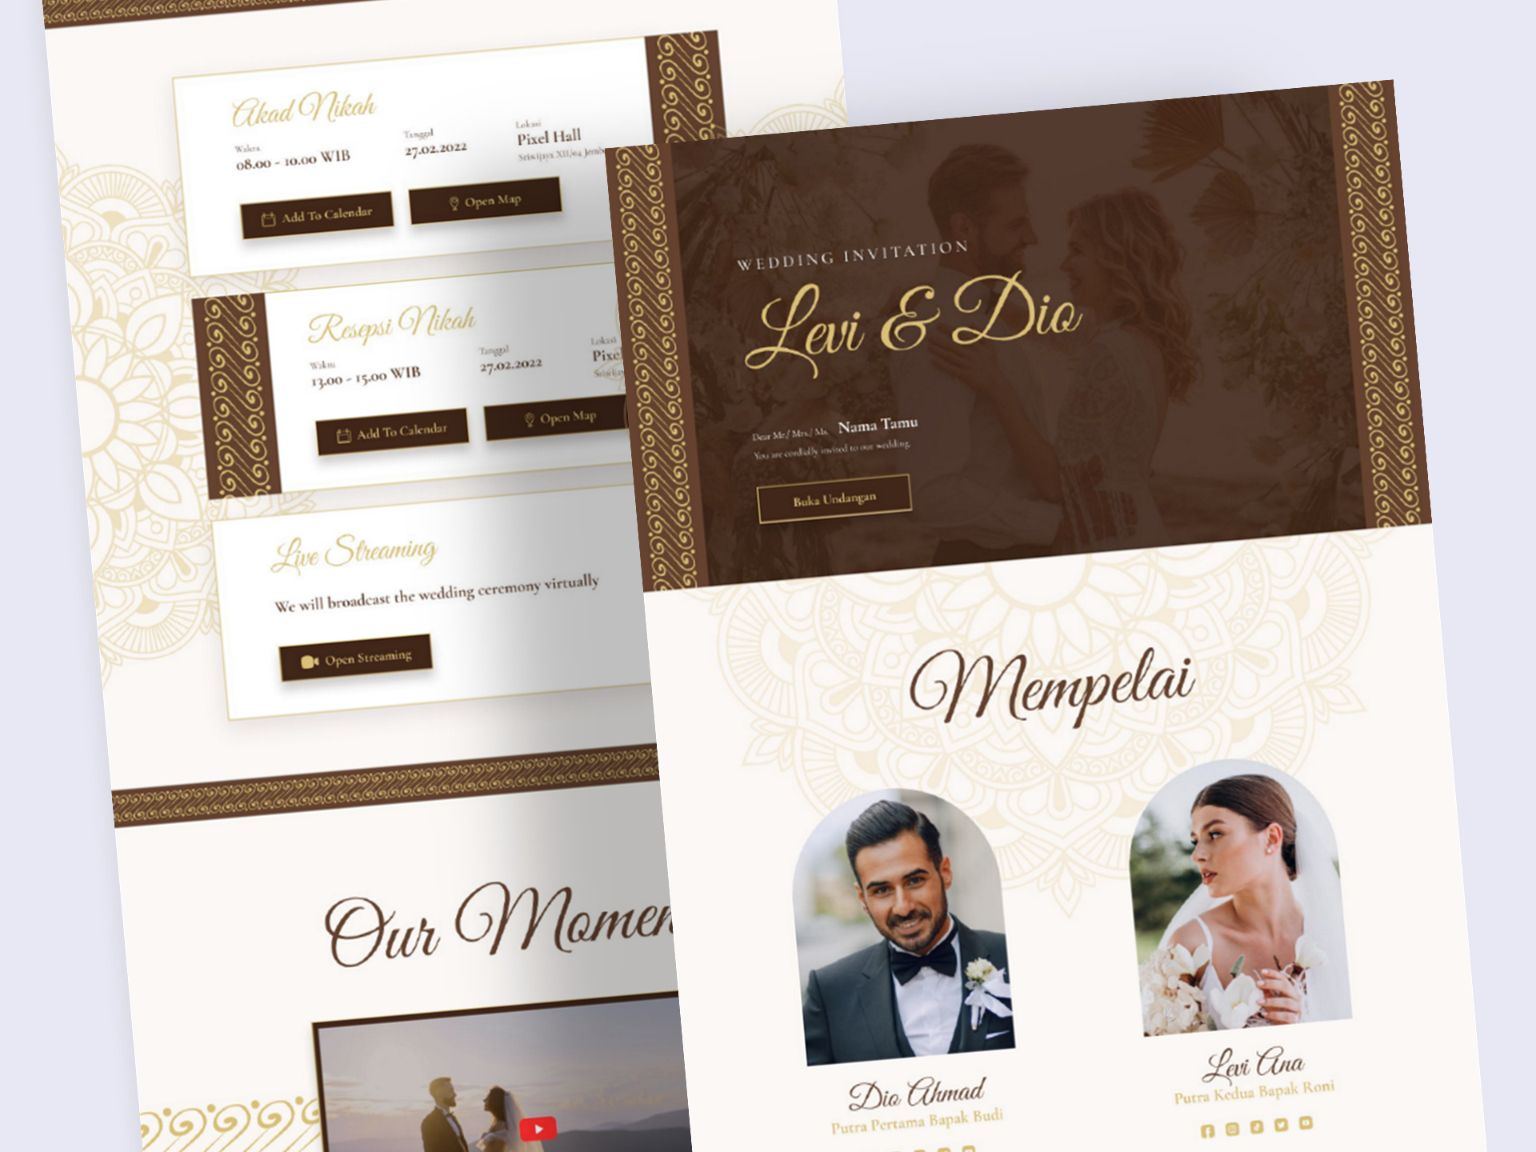 Akad Nikah
Waktu
08.00 - 10.00 WIB
Tanggal
27.02.2022
Lokasi
Pixel Hall
Sriwijaya XII/64
Add To Calendar
Open Map
Resepsi Nikah
Waktu
13.00 - 15.00 WIB
Tanggal
27.02.2022
Lokasi
Add To Calendar
Open Map
Live Streaming
We will broadcast the wedding ceremony virtually
Open Streaming
Our
WEDDING INVITATION
Levi & Dio
Dear Mr./ Mrs./ Ms. Nama Tamu
You are cordially invited to our wedding.
Buka Undangan
Mempelai
Dio Ahmad
Putra Pertama Bapak Budi
Levi Ana
Putra Kedua Bapak Roni